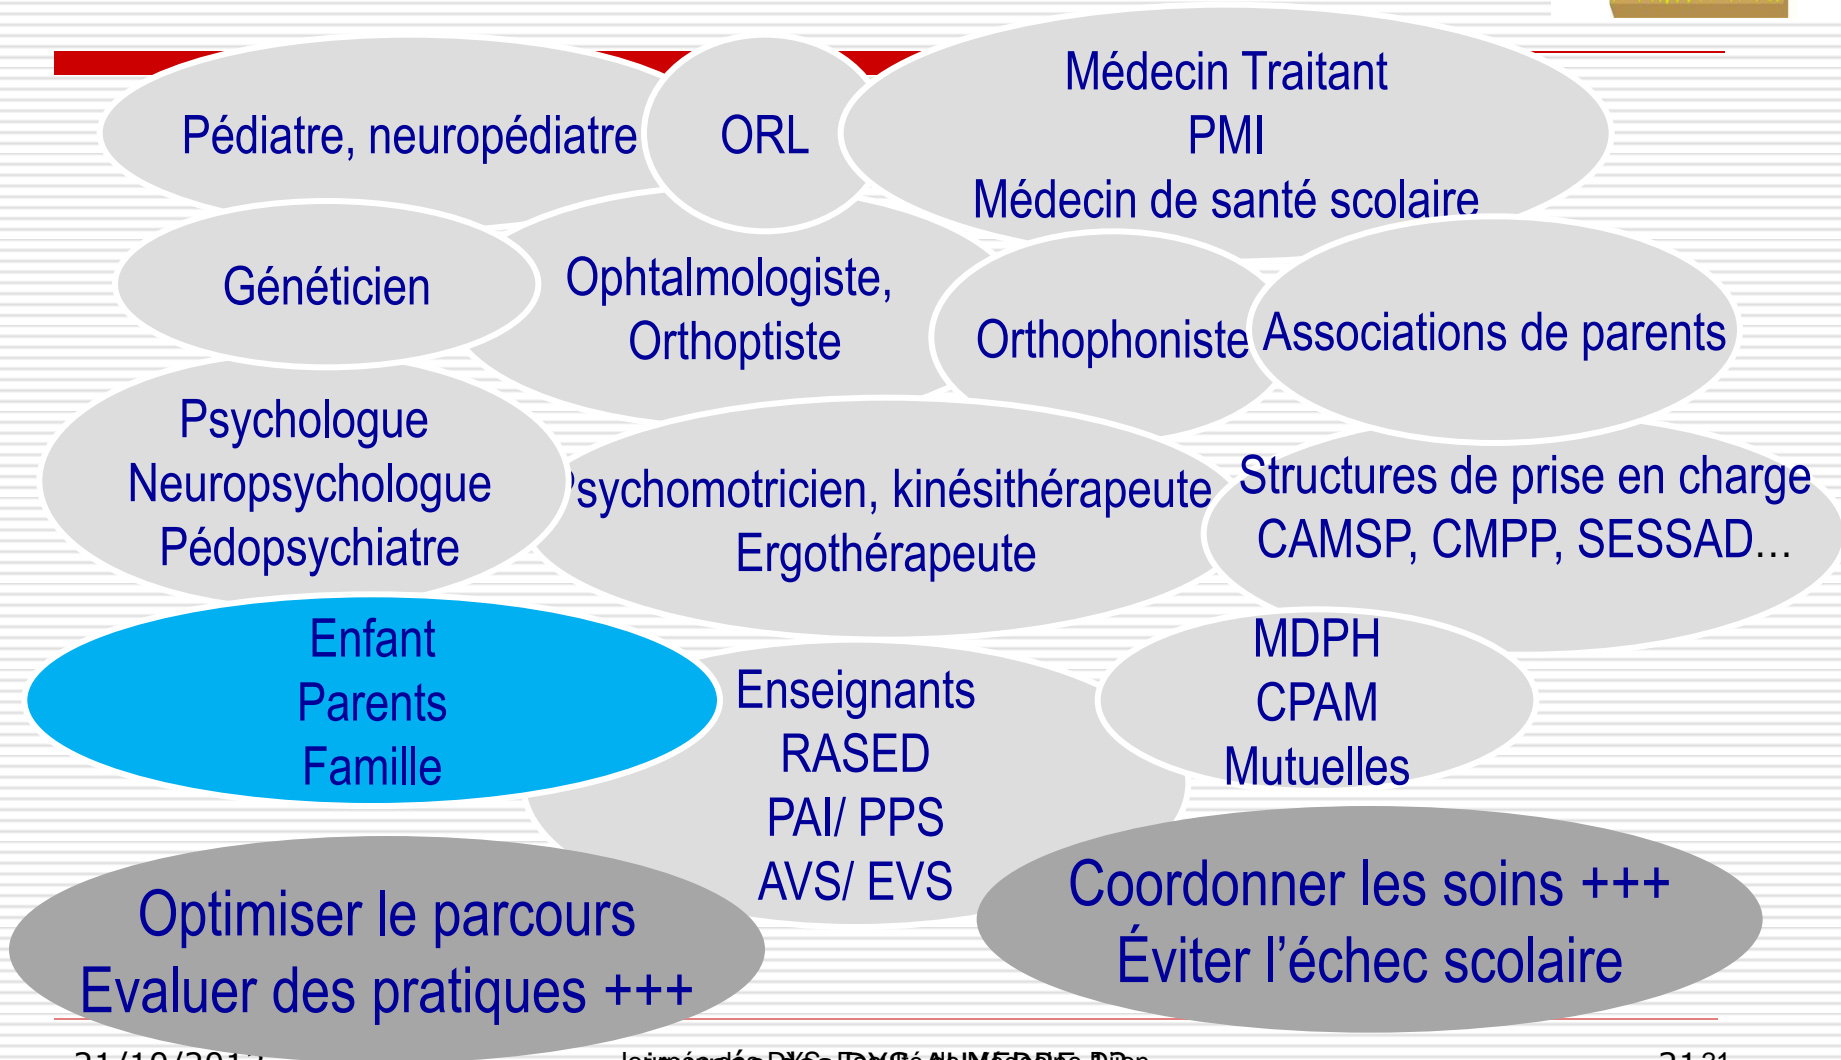 Pédiatre, neuropédiatre
ORL
Médecin Traitant
PMI
Médecin de santé scolaire
Généticien
Ophtalmologiste,
Orthoptiste
Orthophoniste
Associations de parents
Psychologue
Neuropsychologue
Pédopsychiatre
sychomotricien, kinésithérapeute
Ergothérapeute
Structures de prise en charge
CAMSP, CMPP, SESSAD...
Enfant
Parents
Famille
Enseignants
RASED
PAI/ PPS
AVS/ EVS
MDPH
CPAM
Mutuelles
Optimiser le parcours
Evaluer des pratiques +++
Coordonner les soins +++
Éviter l’échec scolaire